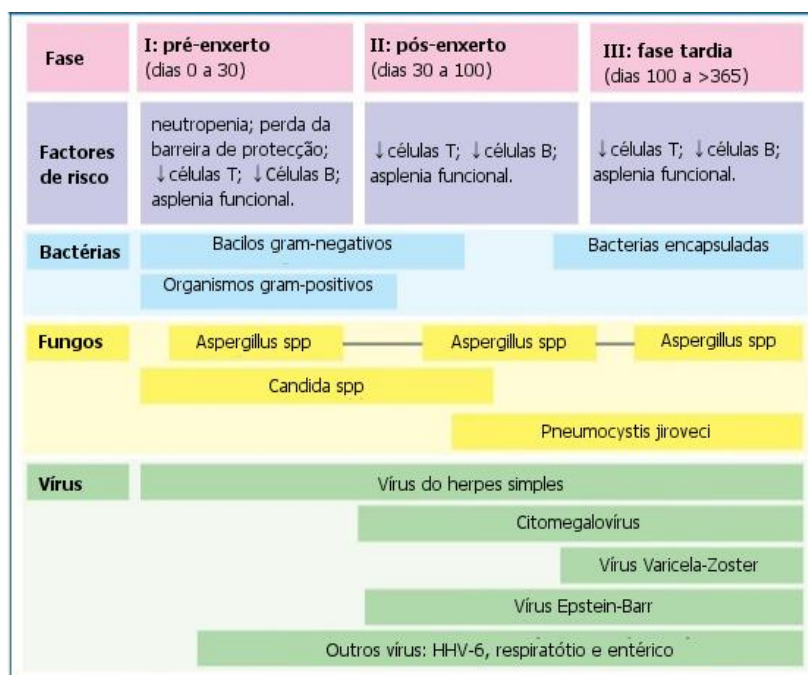 Fase
I: pré-enxerto
(dias 0 a 30)
II: pós-enxerto
(dias 30 a 100)
III: fase tardia
(dias 100 a >365)
Factores
de risco
neutropenia; perda da
barreira de protecção;
↓células T; ↓Células B;
asplenia funcional.
↓células T; ↓células B;
asplenia funcional.
↓células T; ↓células B;
asplenia funcional.
Bactérias
Bacilos gram-negativos
Bacterias encapsuladas
Organismos gram-positivos
Fungos
Aspergillus spp
Aspergillus spp
Aspergillus spp
Candida spp
Pneumocystis jiroveci
Vírus
Vírus do herpes simples
Citomegalovírus
Vírus Varicela-Zoster
Vírus Epstein-Barr
Outros vírus: HHV-6, respiratótio e entérico